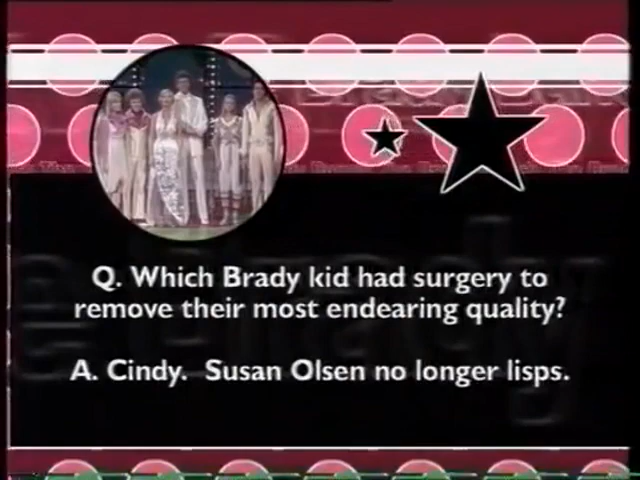 Q. Which Brady kid had surgery to
remove their most endearing quality?
A. Cindy. Susan Olsen no longer lisps.